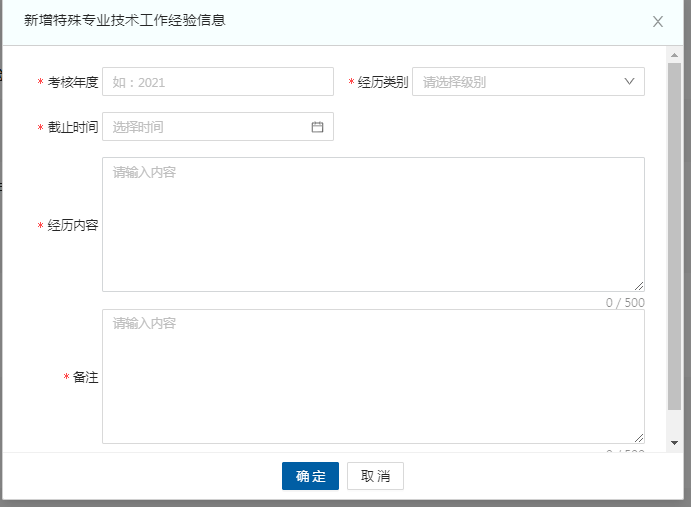 新增特殊专业技术工作经验信息
* 考核年度 如：2021 * 经历类别 请选择级别
* 截止时间 选择时间
请输入内容
* 经历内容
0 / 500
请输入内容
* 备注
0 / 500
确 定 取 消